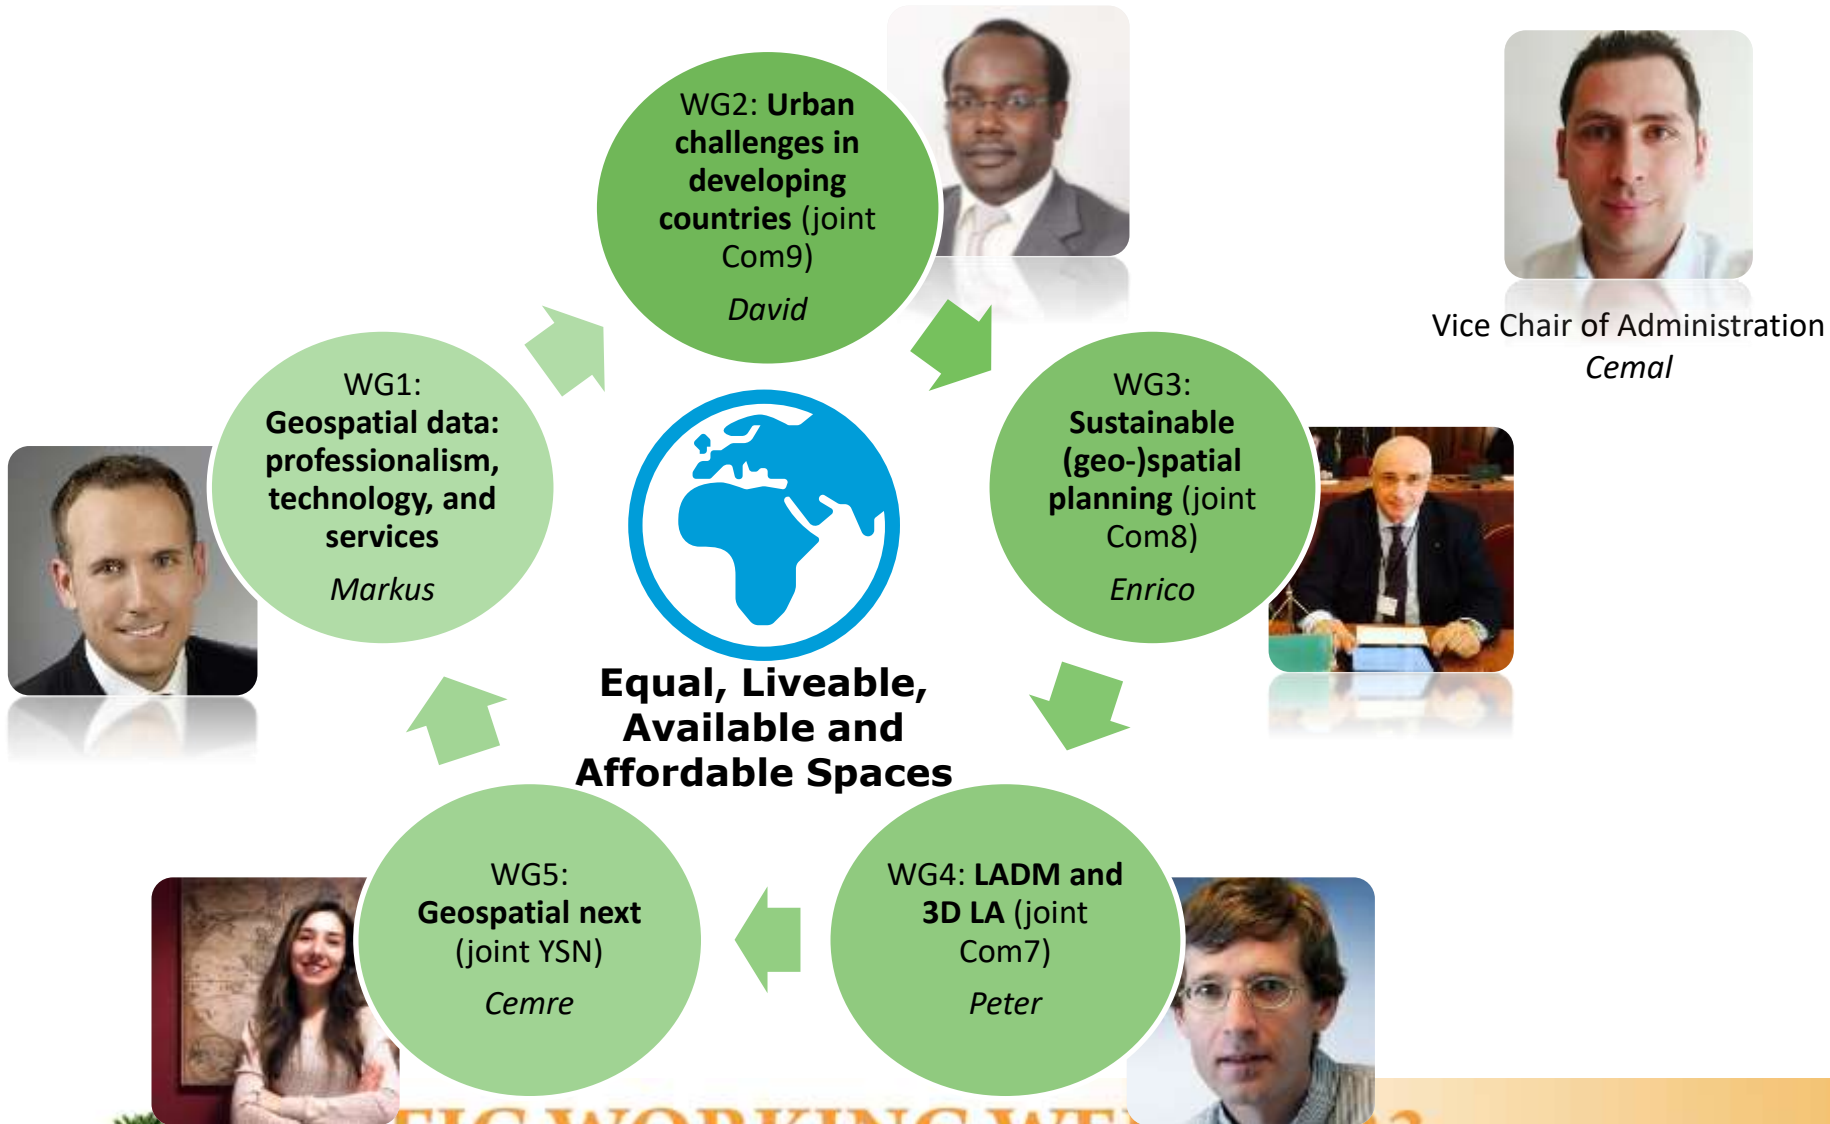 WG2: Urban
challenges in
developing
countries (joint
Com9)
David
Vice Chair of Administration
Cemal
WG1:
Geospatial data:
professionalism,
technology, and
services
Markus
WG3:
Sustainable
(geo-)spatial
planning (joint
Com8)
Enrico
Equal, Liveable,
Available and
Affordable Spaces
WG5:
Geospatial next
(joint YSN)
Cemre
WG4: LADM and
3D LA (joint
Com7)
Peter
FIG WORKING